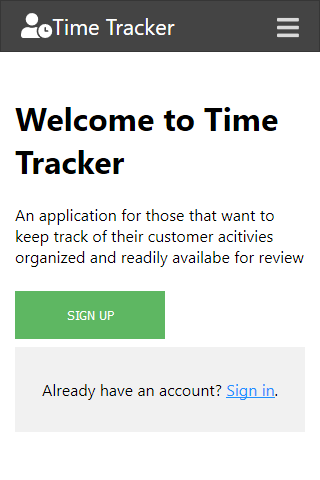 Time Tracker
Welcome to Time
Tracker
An application for those that want to
keep track of their customer acitivies
organized and readily availabe for review
SIGN UP
Already have an account? Sign in.